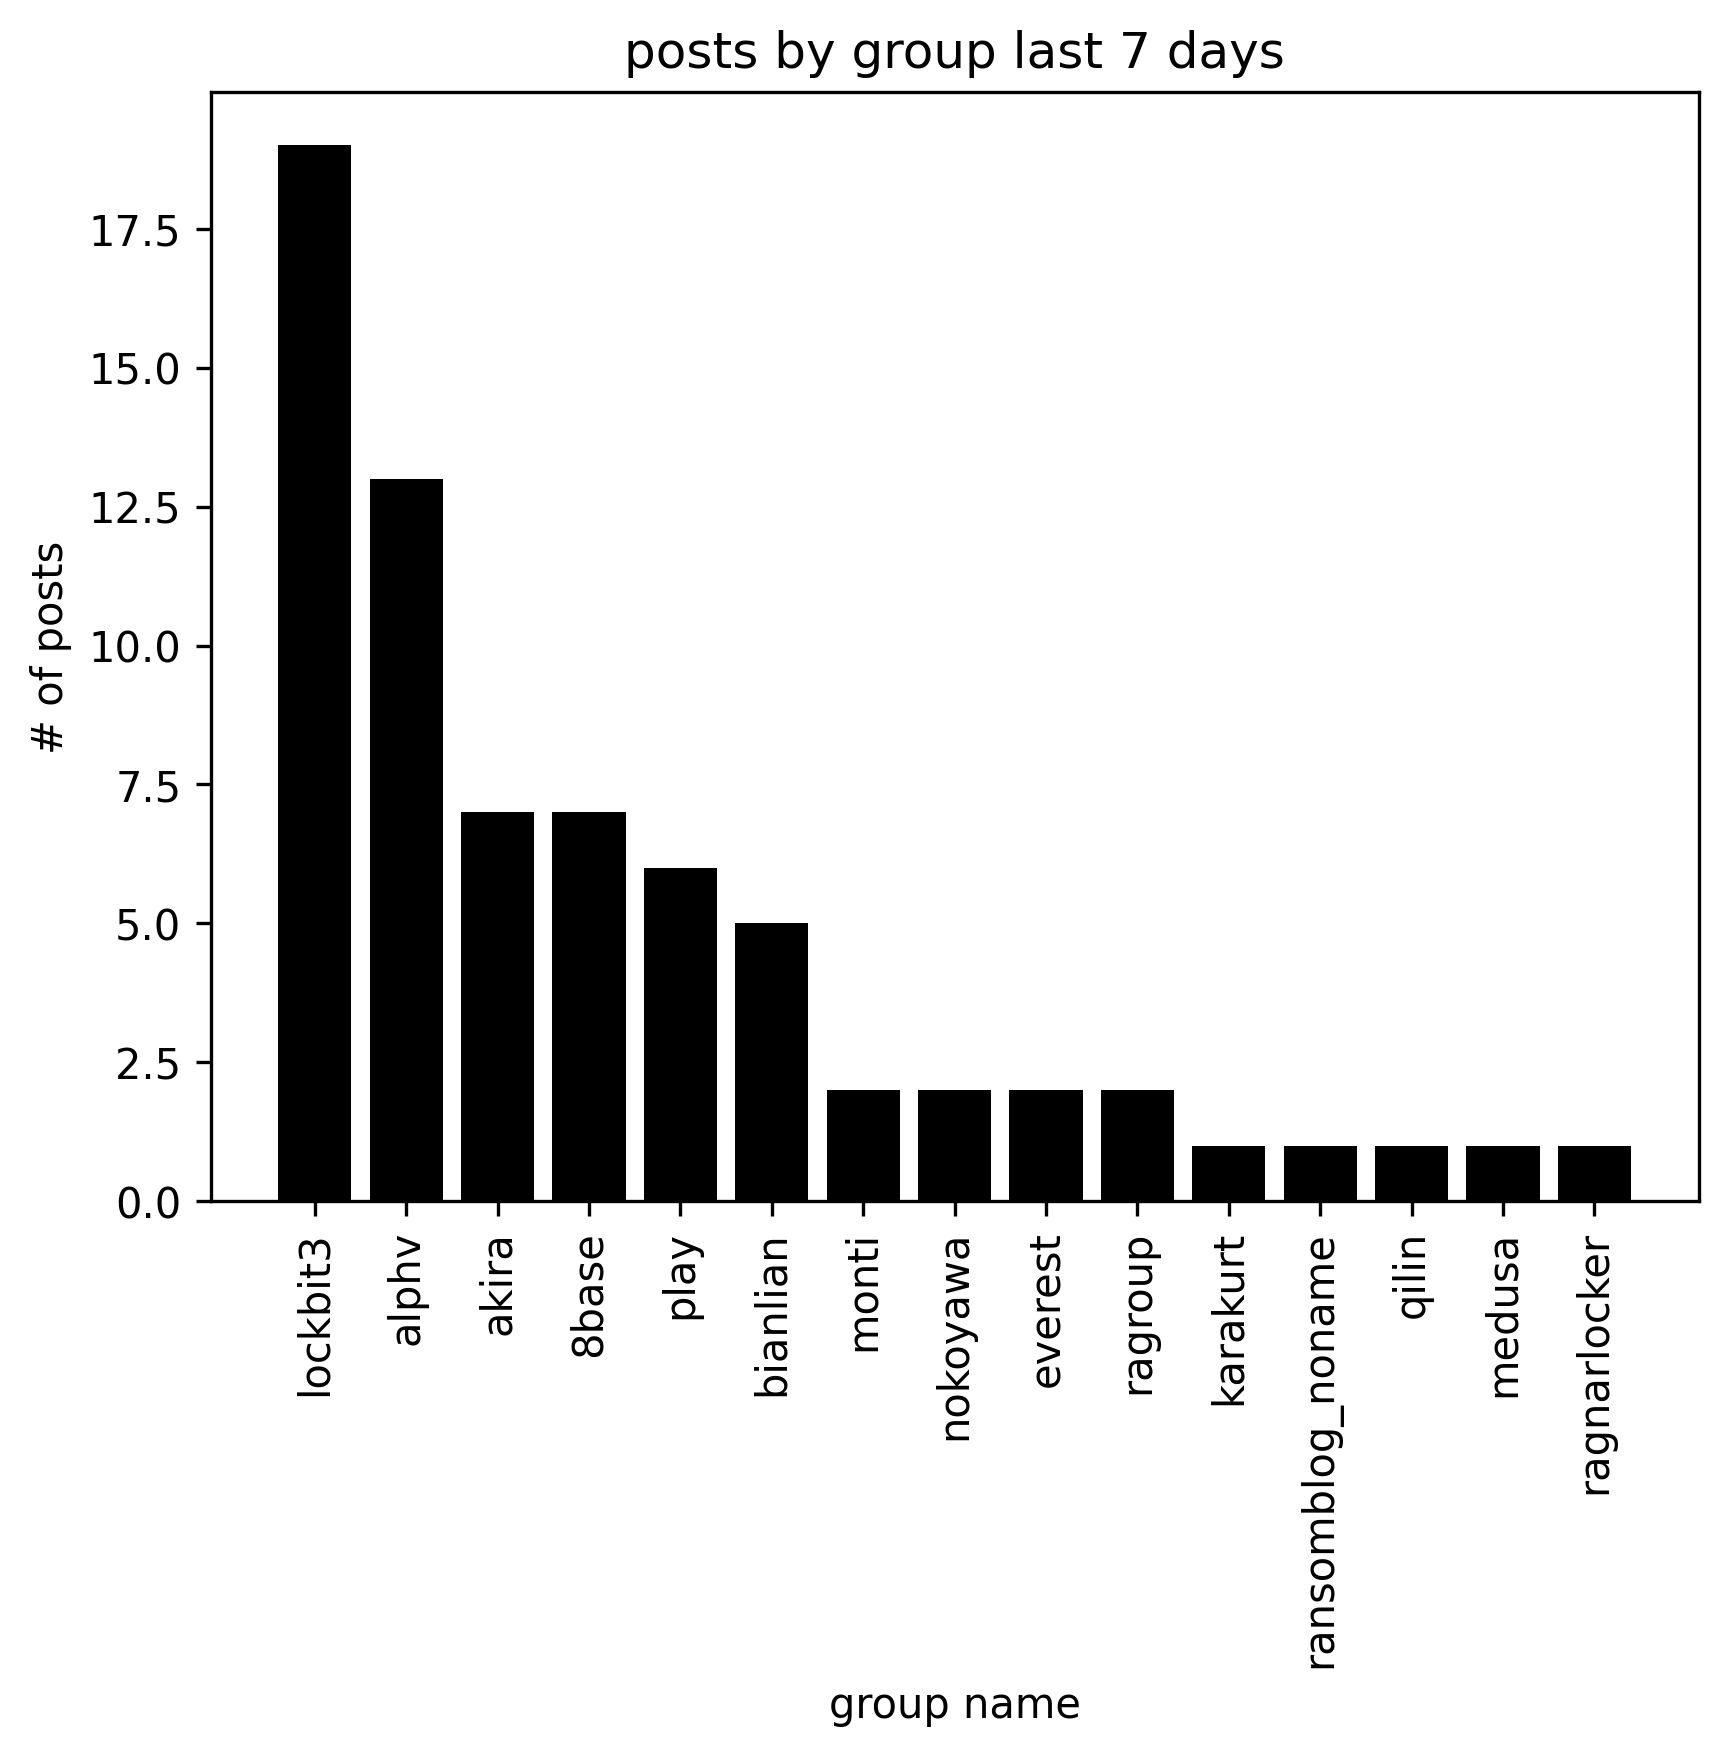 posts by group last 7 days
# of posts
17.5
15.0
12.5
10.0
7.5
5.0
2.5
0.0
lockbit3
alphv
akira
8base
play
bianlian
monti
nokoyawa
everest
ragroup
karakurt
ransomblog_noname
qilin
medusa
ragnarlocker
group name